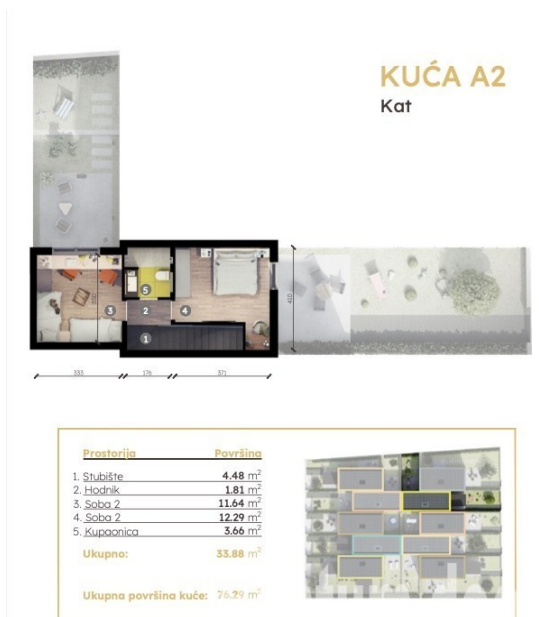 KUĆA A2
Kat
5
3
2
4
1
350
410
333
176
371
Prostorija Površina
1. Stubište 4.48 m²
2. Hodnik 1.81 m²
3. Soba 2 11.64 m²
4. Soba 2 12.29 m²
5. Kupaonica 3.66 m²
Ukupno: 33.88 m²
Ukupna površina kuće: 76.29 m²